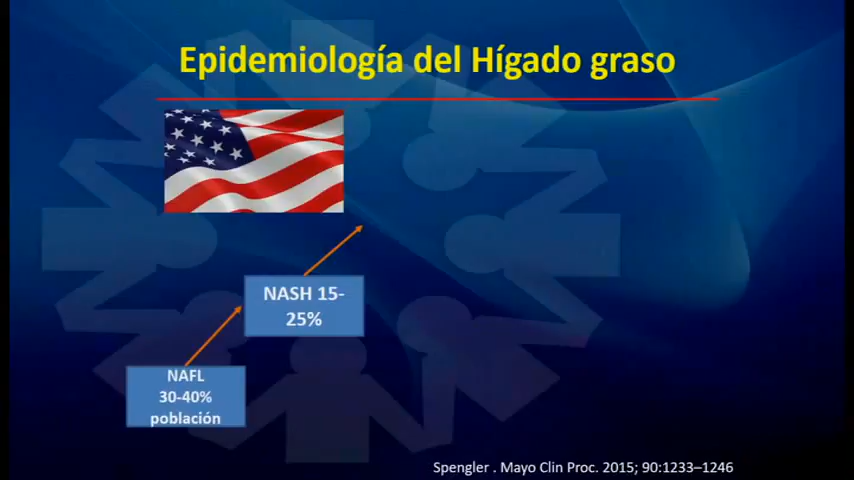 Epidemiología del Hígado graso
NASH 15-
25%
NAFL
30-40%
población
Spengler . Mayo Clin Proc. 2015; 90:1233–1246